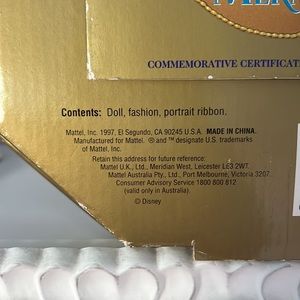 COMMEMORATIVE CERTIFICAT
Contents: Doll, fashion, portrait ribbon.
Mattel, Inc. 1997, El Segundo, CA 90245 U.S.A. MADE IN CHINA.
Manufactured for Mattel. ® and ™ designate U.S. trademarks
of Mattel, Inc.
Retain this address for future reference:
Mattel U.K., Ltd., Meridian West, Leicester LE3 2WT.
Mattel Australia Pty., Ltd., Port Melbourne, Victoria 3207.
Consumer Advisory Service 1800 800 812
(valid only in Australia).
© Disney